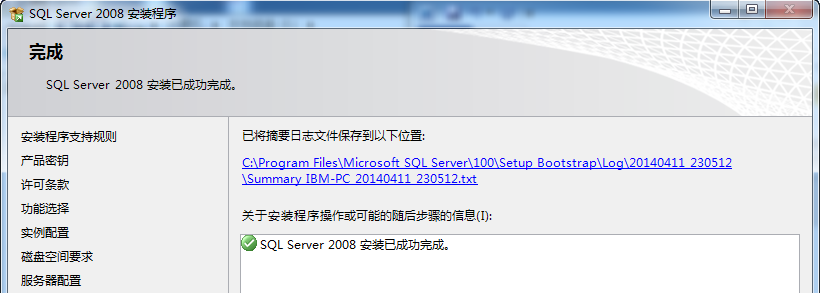 SQL Server 2008 安装程序
完成
SQL Server 2008 安装已成功完成。
安装程序支持规则
产品密钥
许可条款
功能选择
实例配置
磁盘空间要求
服务器配置
已将摘要日志文件保存到以下位置:
C:\Program Files\Microsoft SQL Server\100\Setup Bootstrap\Log\20140411_230512
\Summary_IBM-PC_20140411_230512.txt
关于安装程序操作或可能的随后步骤的信息(I):
SQL Server 2008 安装已成功完成。